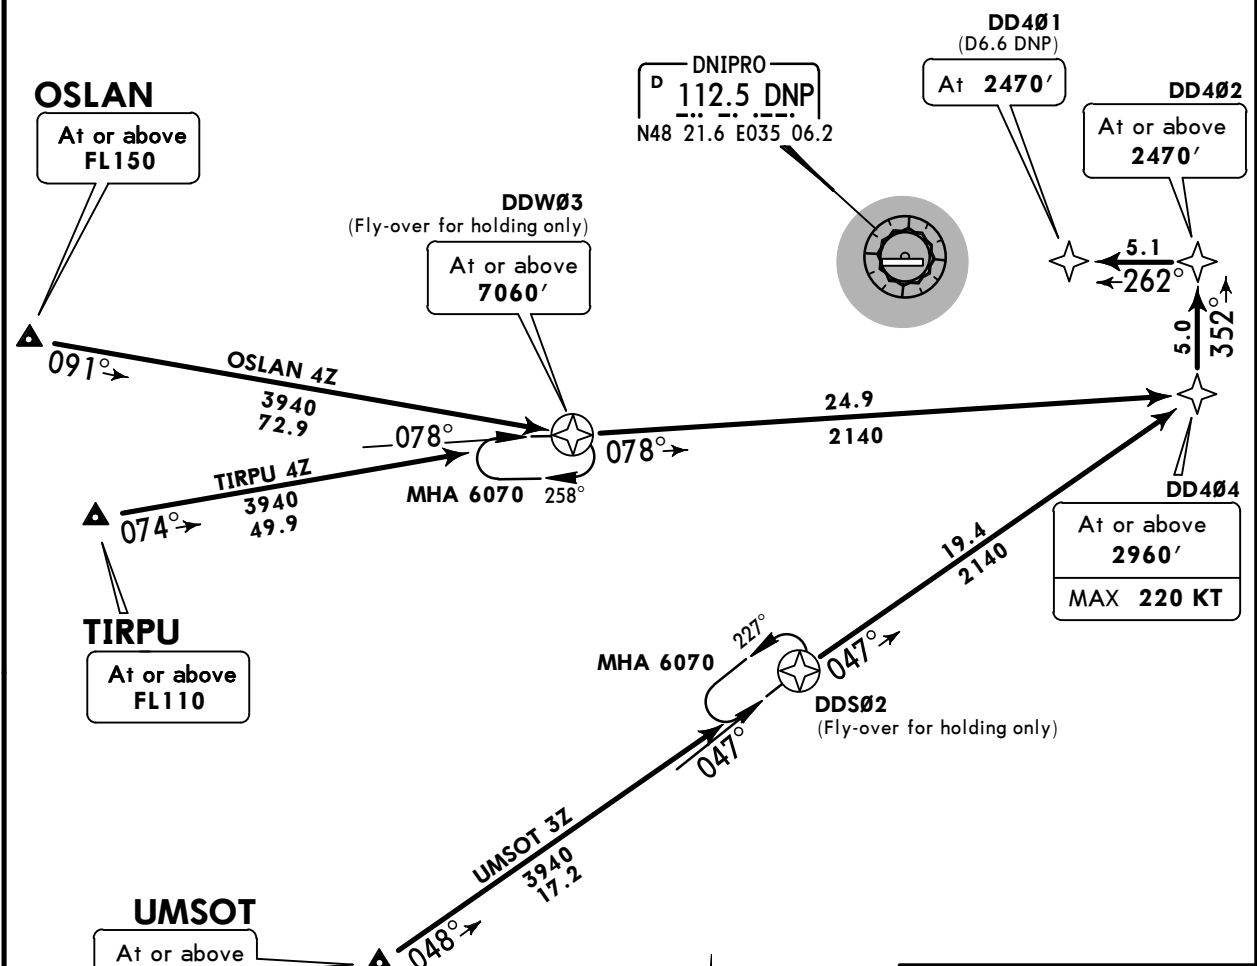 DD4Ø1
(D6.6 DNP)
At 2470′
DNIPRO
D 112.5 DNP
N48 21.6 E035 06.2
DD4Ø2
At or above
2470′
OSLAN
At or above
FL150
DDWØ3
(Fly-over for holding only)
At or above
7060′
5.1
262°
5.0
352°
091°
OSLAN 4Z
3940
72.9
078°
24.9
2140
078°
TIRPU 4Z
3940
49.9
074°
MHA 6070
258°
DD4Ø4
At or above
2960′
MAX 220 KT
19.4
2140
TIRPU
At or above
FL110
227°
MHA 6070
047°
DDSØ2
(Fly-over for holding only)
047°
UMSOT 3Z
3940
17.2
UMSOT
At or above
048°